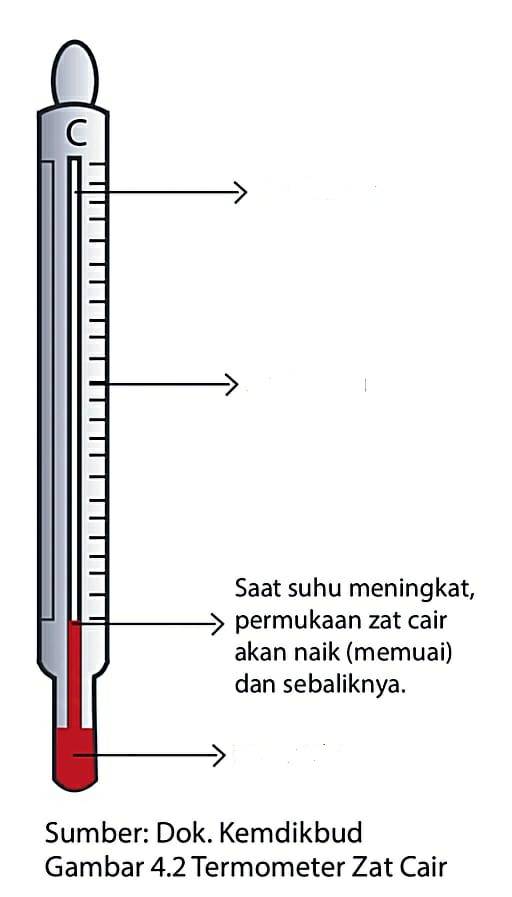 C
Saat suhu meningkat,
permukaan zat cair
akan naik (memuai)
dan sebaliknya.
Sumber: Dok. Kemdikbud
Gambar 4.2 Termometer Zat Cair